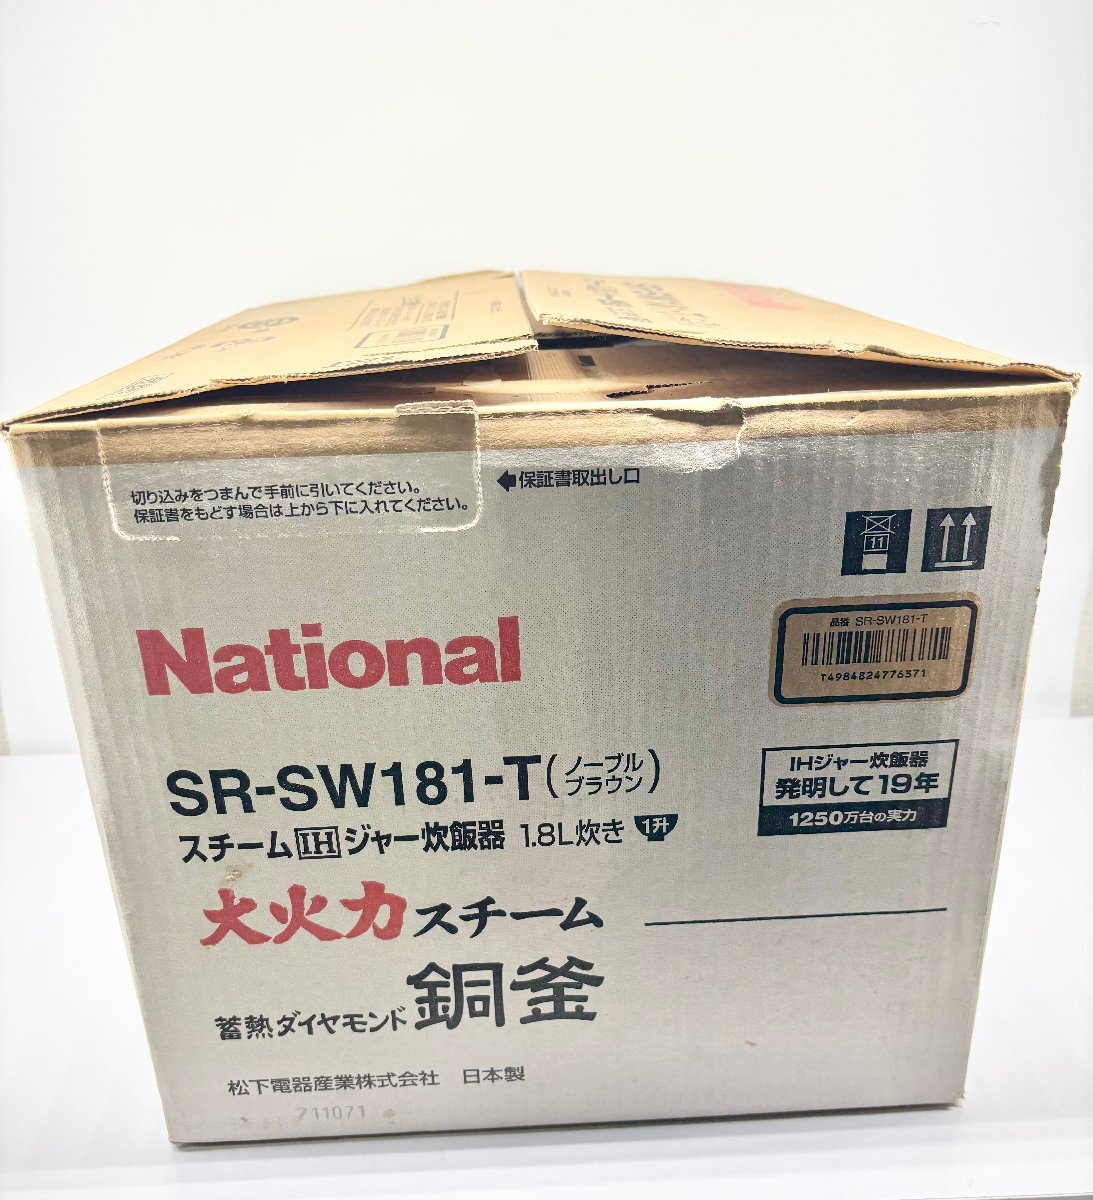 切り込みをつまんで手前に引いてください。
保証書をもどす場合は上から下に入れてください。
保証書取出し口
11
National
品番 SR-SW181-T
T4984824776371
SR-SW181-T(ノーブルブラウン)
IHジャー炊飯器
発明して19年
1250万台の実力
スチームIHジャー炊飯器 1.8L炊き 1升
大火力スチーム
蓄熱ダイヤモンド銅釜
松下電器産業株式会社 日本製
711071